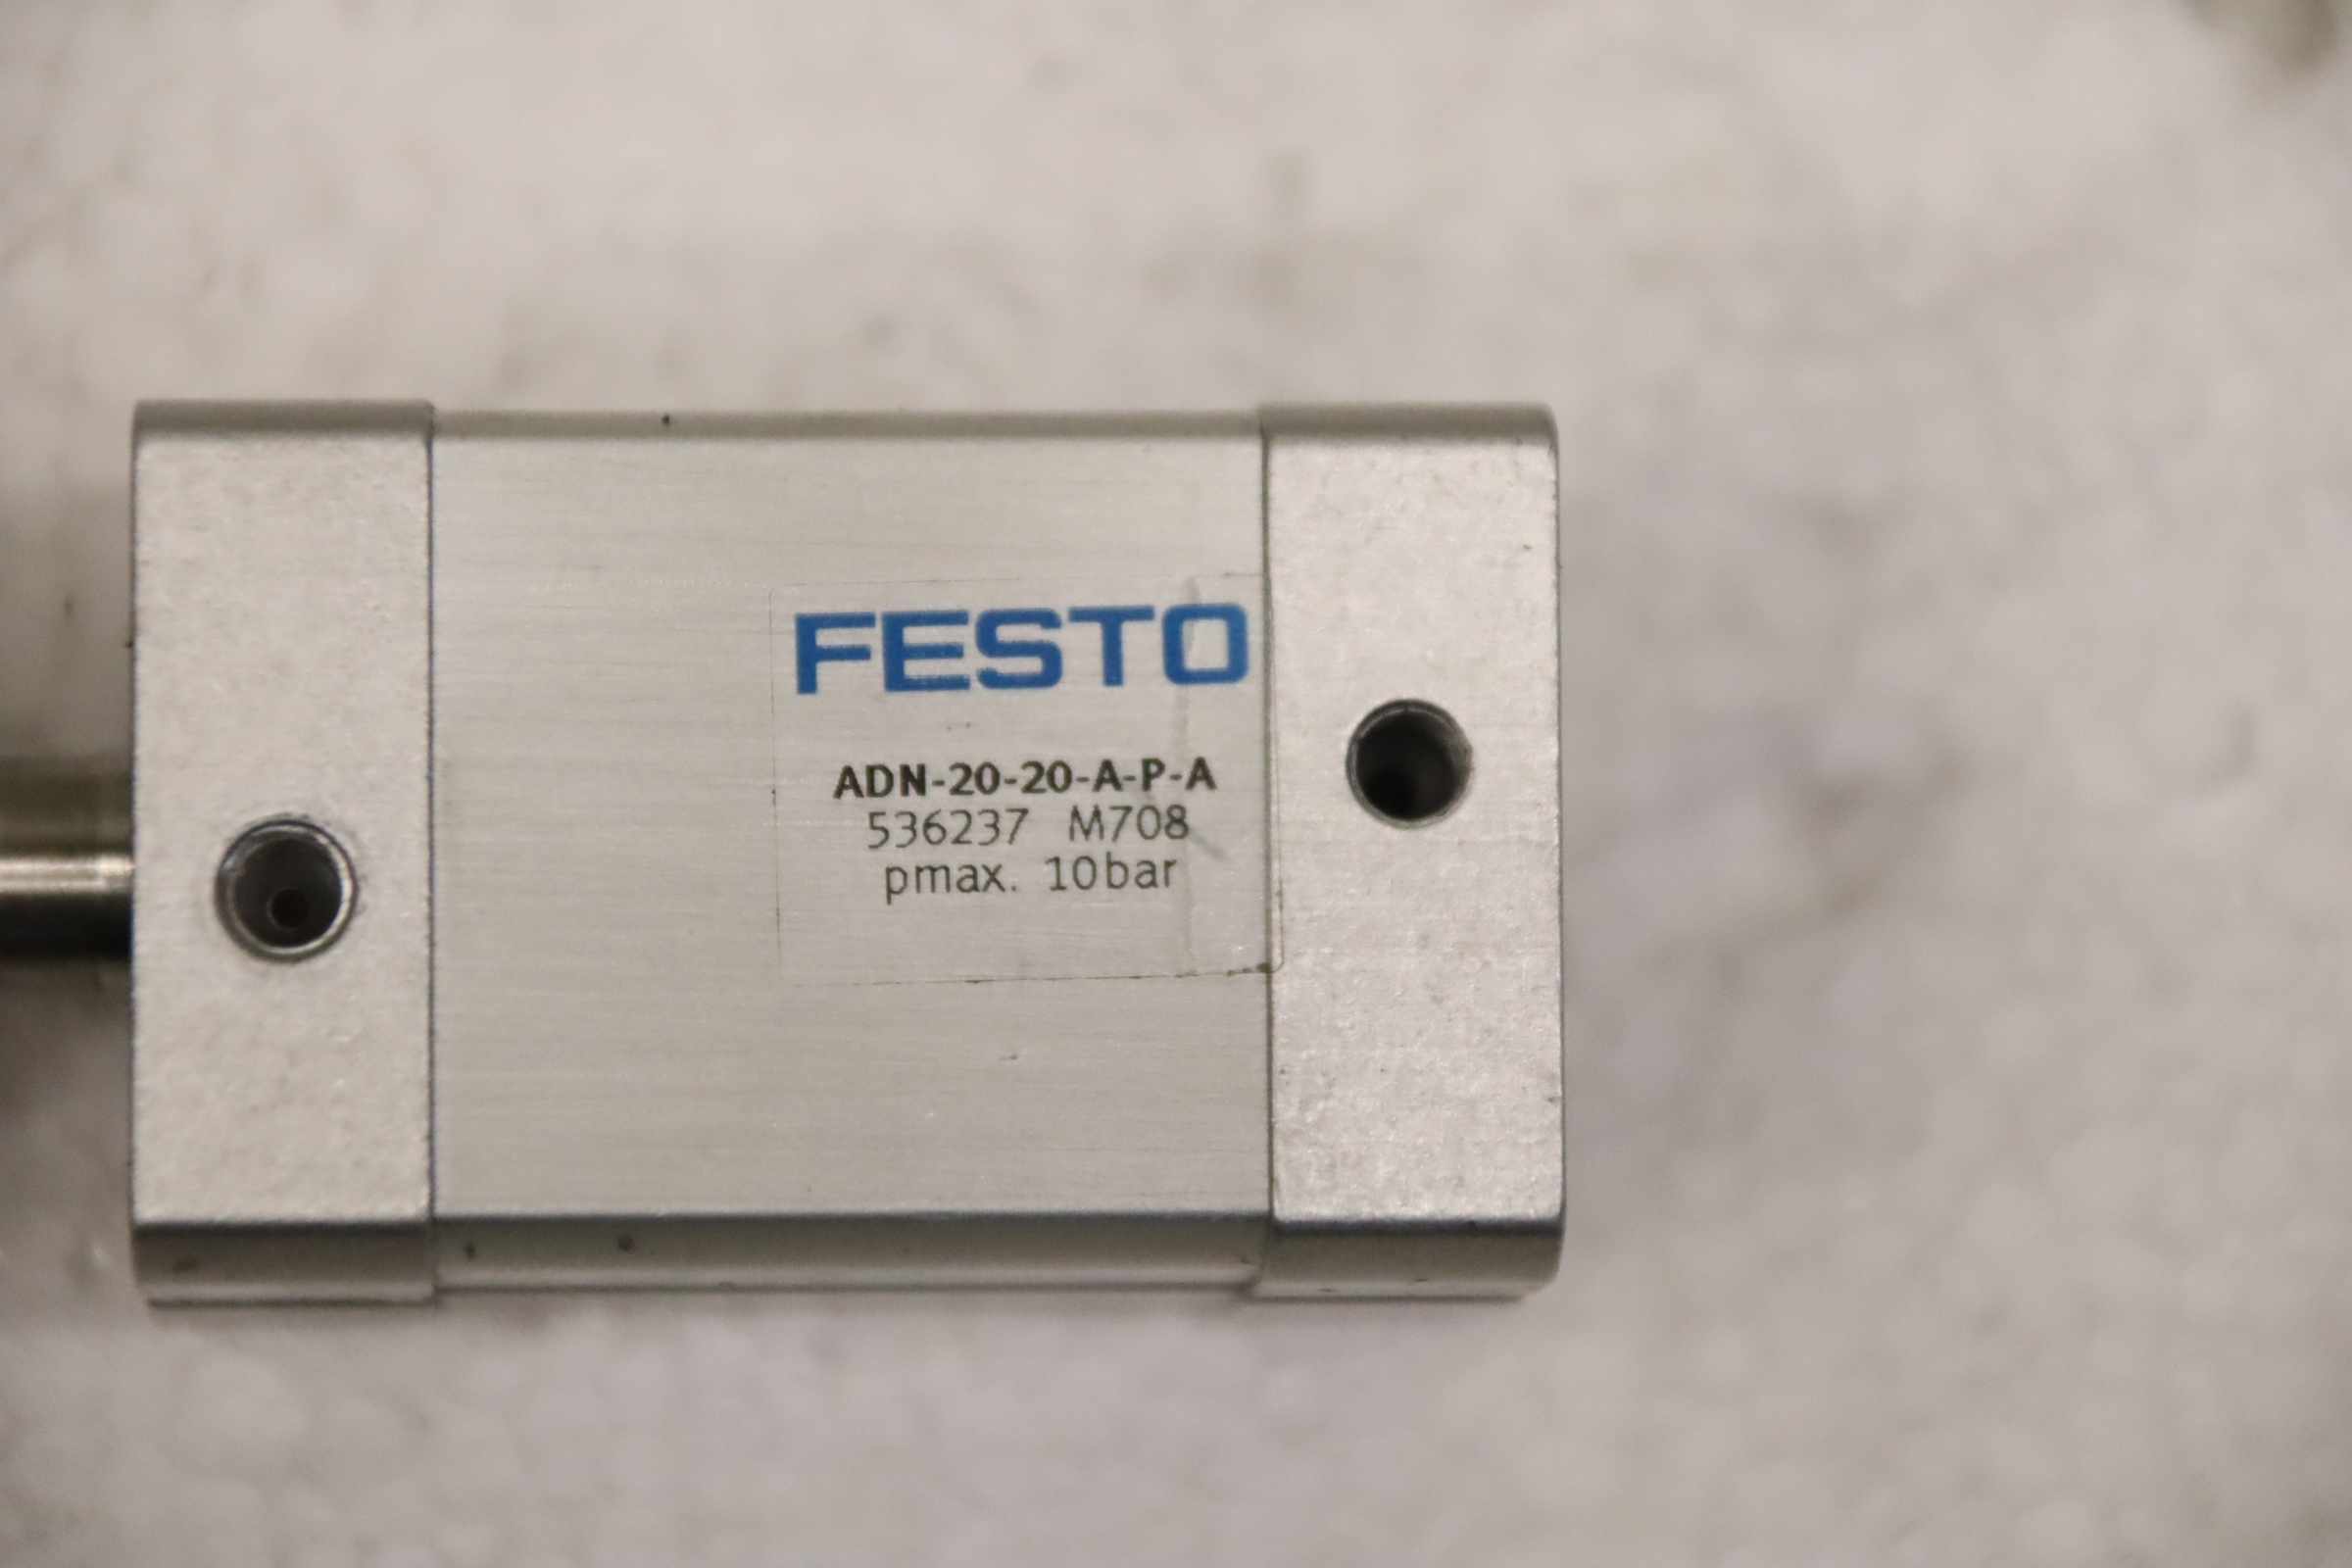 FESTO
ADN-20-20-A-P-A
536237 M708
pmax. 10bar